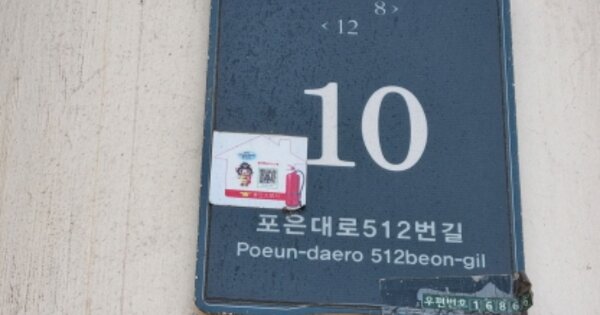 8 >
< 12
10
포은대로512번길
Poeun-daero 512beon-gil
우편번호 1686